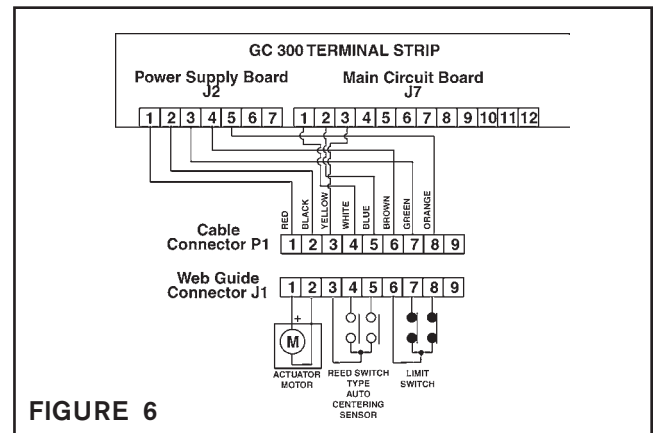 GC 300 TERMINAL STRIP
Power Supply Board
J2
Main Circuit Board
J7
1 2 3 4 5 6 7
1 2 3 4 5 6 7 8 9 10 11 12
RED
BLACK
YELLOW
WHITE
BLUE
BROWN
GREEN
ORANGE
Cable
Connector P1
1 2 3 4 5 6 7 8 9
Web Guide
Connector J1
1 2 3 4 5 6 7 8 9
+
M
ACTUATOR
MOTOR
REED SWITCH
TYPE
AUTO
CENTERING
SENSOR
LIMIT
SWITCH
FIGURE 6